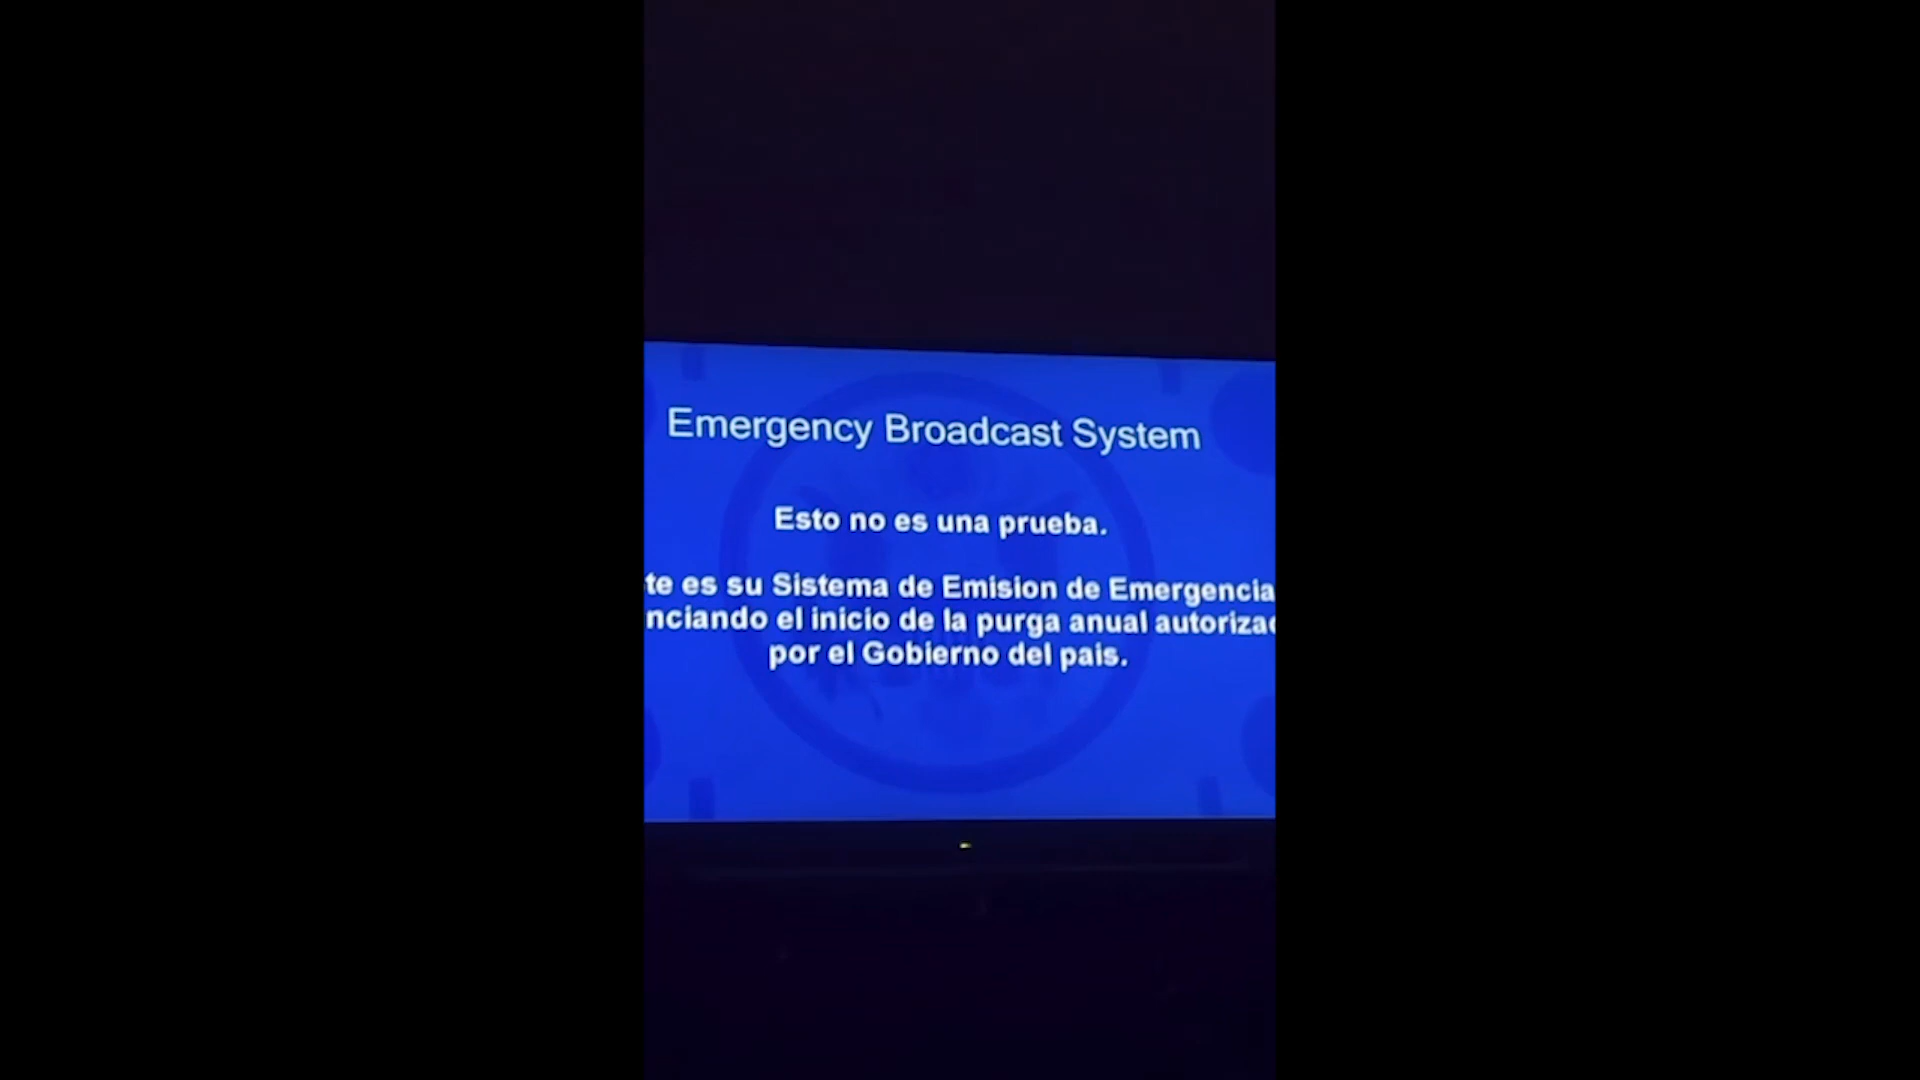 Emergency Broadcast System
Esto no es una prueba.
te es su Sistema de Emision de Emergencia
nciando el inicio de la purga anual autorizad
por el Gobierno del pais.